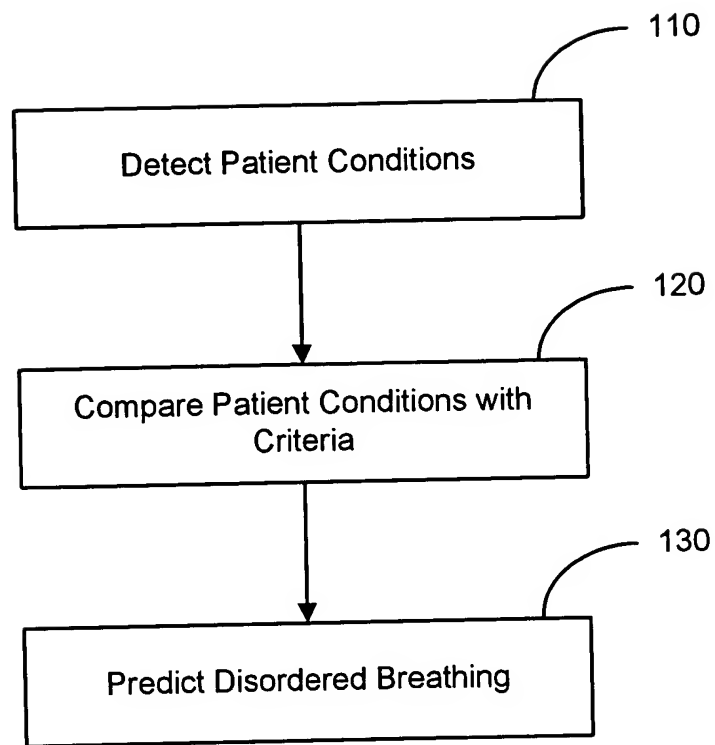 110
Detect Patient Conditions
120
Compare Patient Conditions with
Criteria
130
Predict Disordered Breathing